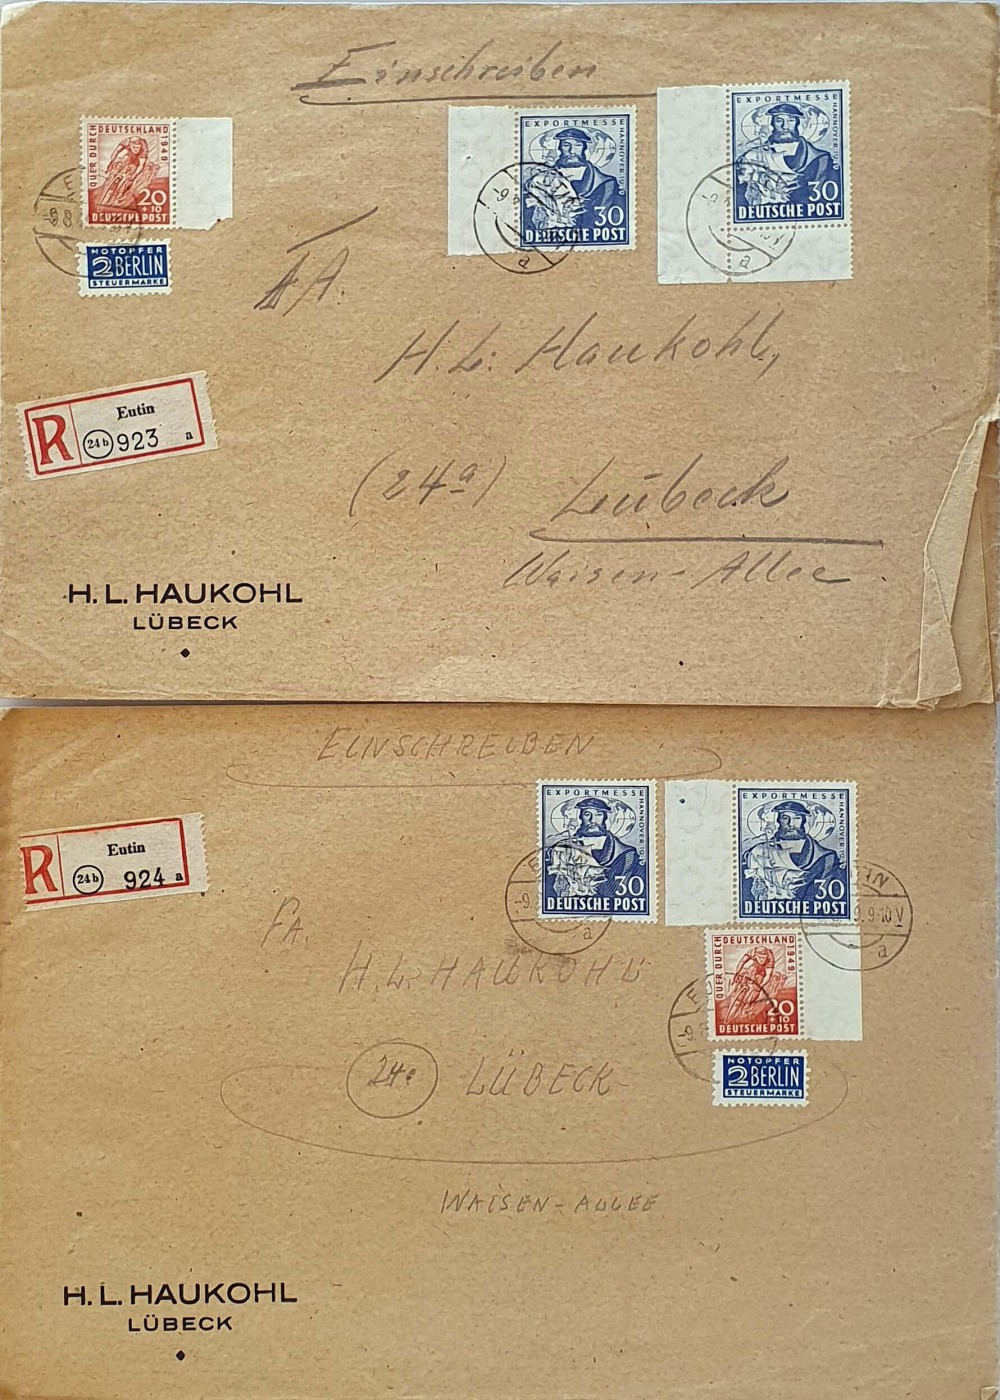 Einschreiben
QUER DURCH
DEUTSCHLAND
1949
20
+10
DEUTSCHE POST
NOTOPFER
2 BERLIN
STEUERMARKE
EXPORTMESSE
HANNOVER 1949
30
DEUTSCHE POST
a
EXPORTMESSE
HANNOVER 1949
30
DEUTSCHE POST
a
H. L. Haukohl,
R
Eutin
24b 923 a
(24a) Lübeck
Waisen-Allee
H. L. HAUKOHL
LÜBECK
EINSCHREIBEN
EXPORTMESSE
HANNOVER 1949
30
DEUTSCHE POST
a
EXPORTMESSE
HANNOVER 1949
30
DEUTSCHE POST
9-10 V
a
R
Eutin
24b 924 a
FA.
H. L. HAUKOHL
QUER DURCH
DEUTSCHLAND
1949
20
+10
DEUTSCHE POST
NOTOPFER
2 BERLIN
STEUERMARKE
24a LÜBECK
WAISEN-ALLEE
H. L. HAUKOHL
LÜBECK